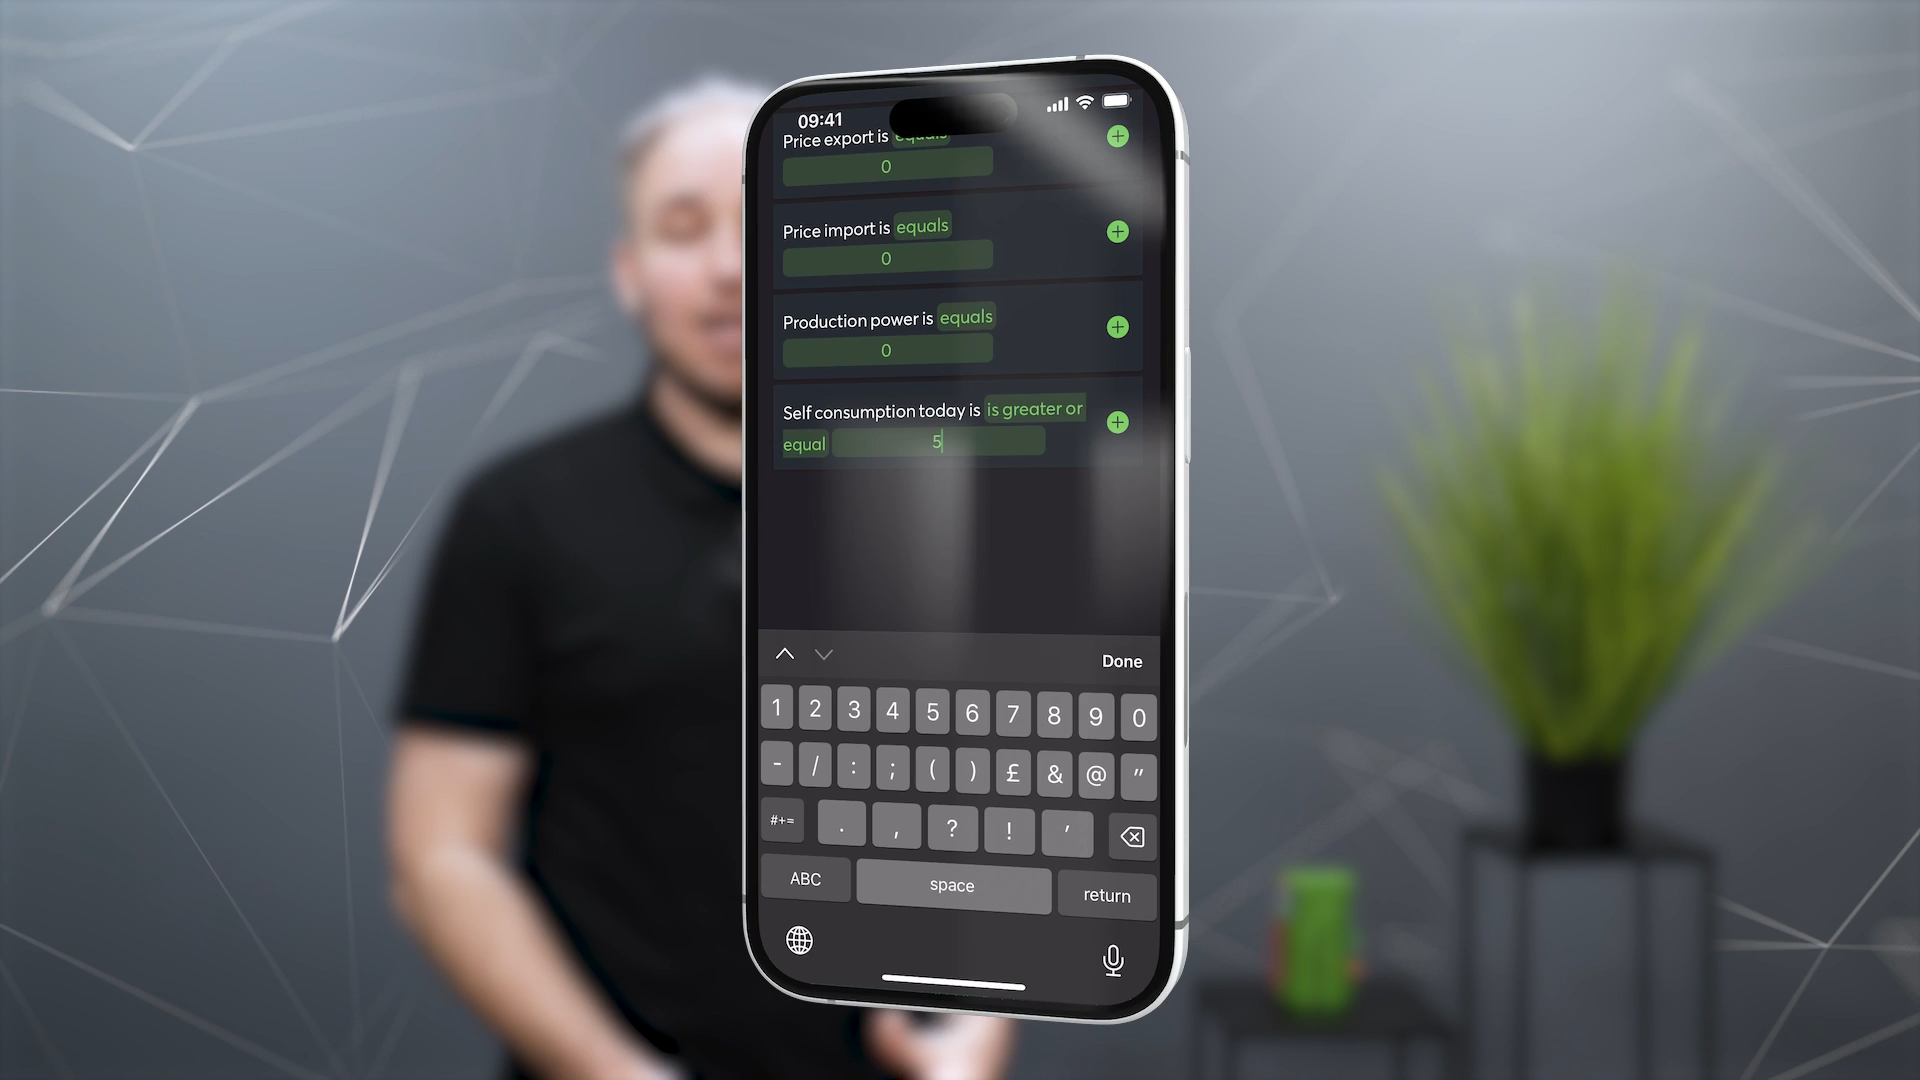 09:41
Price export is equals
0
Price import is equals
0
Production power is equals
0
Self consumption today is is greater or
equal 5
Done
1 2 3 4 5 6 7 8 9 0
- / : ; ( ) £ & @ "
#+= . , ? ! '
ABC space return